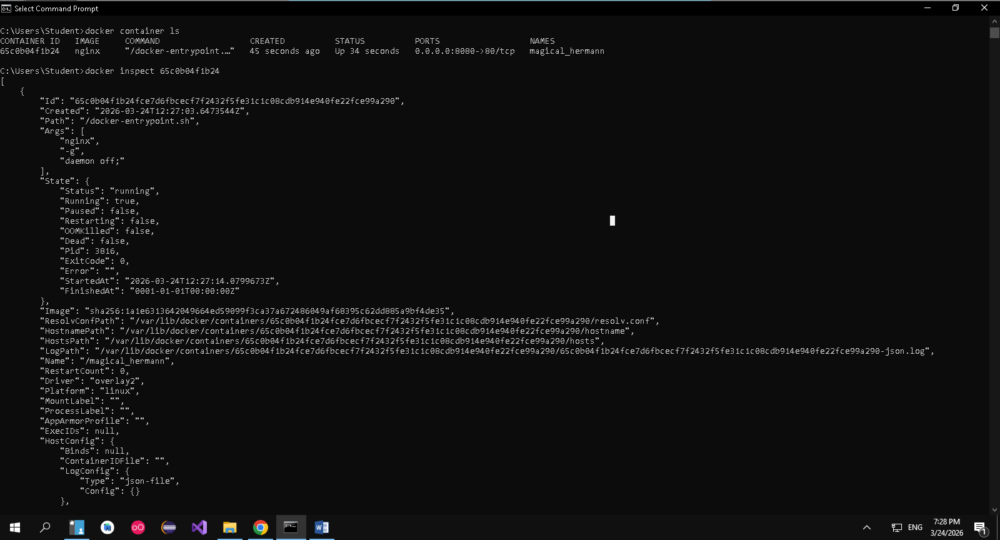 Select Command Prompt
C:\Users\Student>docker container ls
CONTAINER ID   IMAGE     COMMAND                  CREATED          STATUS          PORTS                  NAMES
65c0b04f1b24   nginx     "/docker-entrypoint.…"   45 seconds ago   Up 34 seconds   0.0.0.0:8080->80/tcp   magical_hermann
C:\Users\Student>docker inspect 65c0b04f1b24
[
    {
        "Id": "65c0b04f1b24fce7d6fbcecf7f2432f5fe31c1c08cdb914e940fe22fce99a290",
        "Created": "2026-03-24T12:27:03.6473544Z",
        "Path": "/docker-entrypoint.sh",
        "Args": [
            "nginx",
            "-g",
            "daemon off;"
        ],
        "State": {
            "Status": "running",
            "Running": true,
            "Paused": false,
            "Restarting": false,
            "OOMKilled": false,
            "Dead": false,
            "Pid": 3816,
            "ExitCode": 0,
            "Error": "",
            "StartedAt": "2026-03-24T12:27:14.0799673Z",
            "FinishedAt": "0001-01-01T00:00:00Z"
        },
        "Image": "sha256:1a1e6313642049664ed59099f3ca37a672486049af68395c62dd885a9bf4de35",
        "ResolvConfPath": "/var/lib/docker/containers/65c0b04f1b24fce7d6fbcecf7f2432f5fe31c1c08cdb914e940fe22fce99a290/resolv.conf",
        "HostnamePath": "/var/lib/docker/containers/65c0b04f1b24fce7d6fbcecf7f2432f5fe31c1c08cdb914e940fe22fce99a290/hostname",
        "HostsPath": "/var/lib/docker/containers/65c0b04f1b24fce7d6fbcecf7f2432f5fe31c1c08cdb914e940fe22fce99a290/hosts",
        "LogPath": "/var/lib/docker/containers/65c0b04f1b24fce7d6fbcecf7f2432f5fe31c1c08cdb914e940fe22fce99a290/65c0b04f1b24fce7d6fbcecf7f2432f5fe31c1c08cdb914e940fe22fce99a290-json.log",
        "Name": "/magical_hermann",
        "RestartCount": 0,
        "Driver": "overlay2",
        "Platform": "linux",
        "MountLabel": "",
        "ProcessLabel": "",
        "AppArmorProfile": "",
        "ExecIDs": null,
        "HostConfig": {
            "Binds": null,
            "ContainerIDFile": "",
            "LogConfig": {
                "Type": "json-file",
                "Config": {}
            },
ENG
7:28 PM
3/24/2026
1